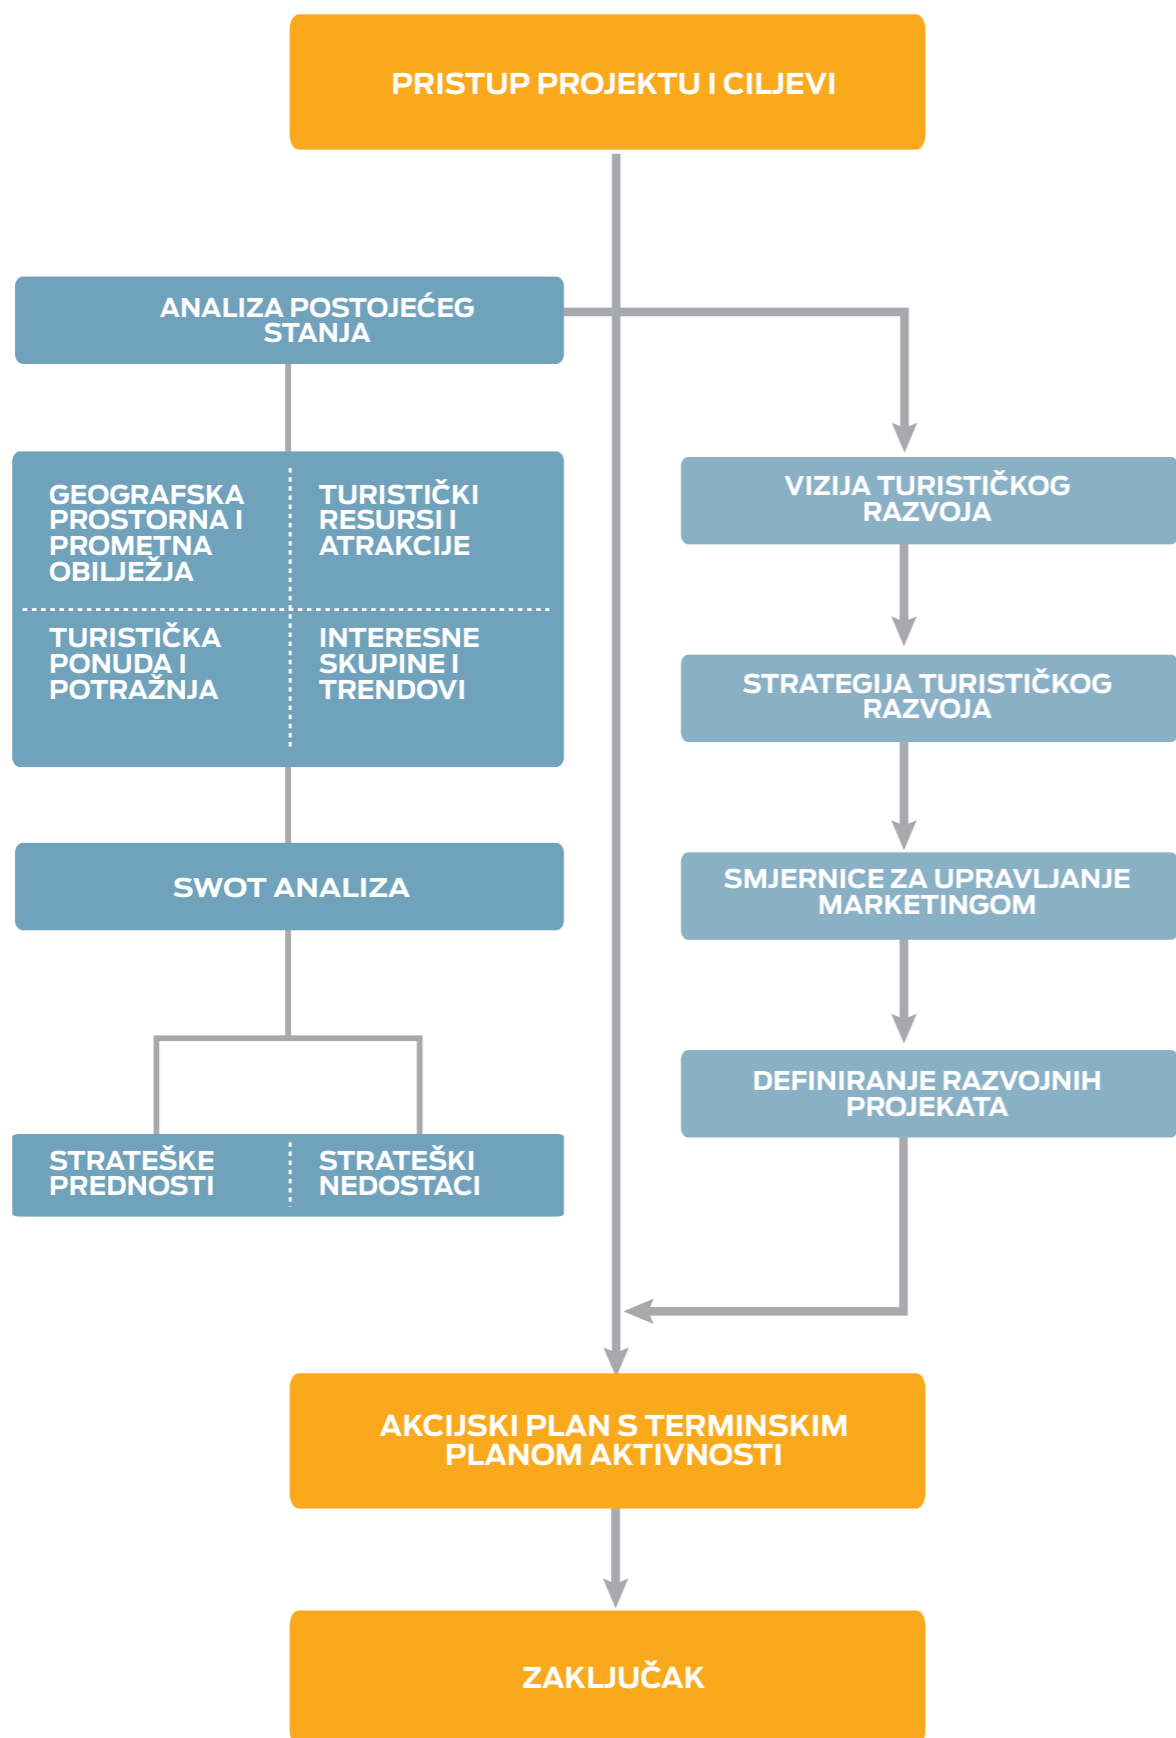 PRISTUP PROJEKTU I CILJEVI
ANALIZA POSTOJEĆEG
STANJA
GEOGRAFSKA
PROSTORNA I
PROMETNA
OBILJEŽJA
TURISTIČKI
RESURSI I
ATRAKCIJE
TURISTIČKA
PONUDA I
POTRAŽNJA
INTERESNE
SKUPINE I
TRENDOVI
SWOT ANALIZA
STRATEŠKE
PREDNOSTI
STRATEŠKI
NEDOSTACI
VIZIJA TURISTIČKOG
RAZVOJA
STRATEGIJA TURISTIČKOG
RAZVOJA
SMJERNICE ZA UPRAVLJANJE
MARKETINGOM
DEFINIRANJE RAZVOJNIH
PROJEKATA
AKCIJSKI PLAN S TERMINSKIM
PLANOM AKTIVNOSTI
ZAKLJUČAK